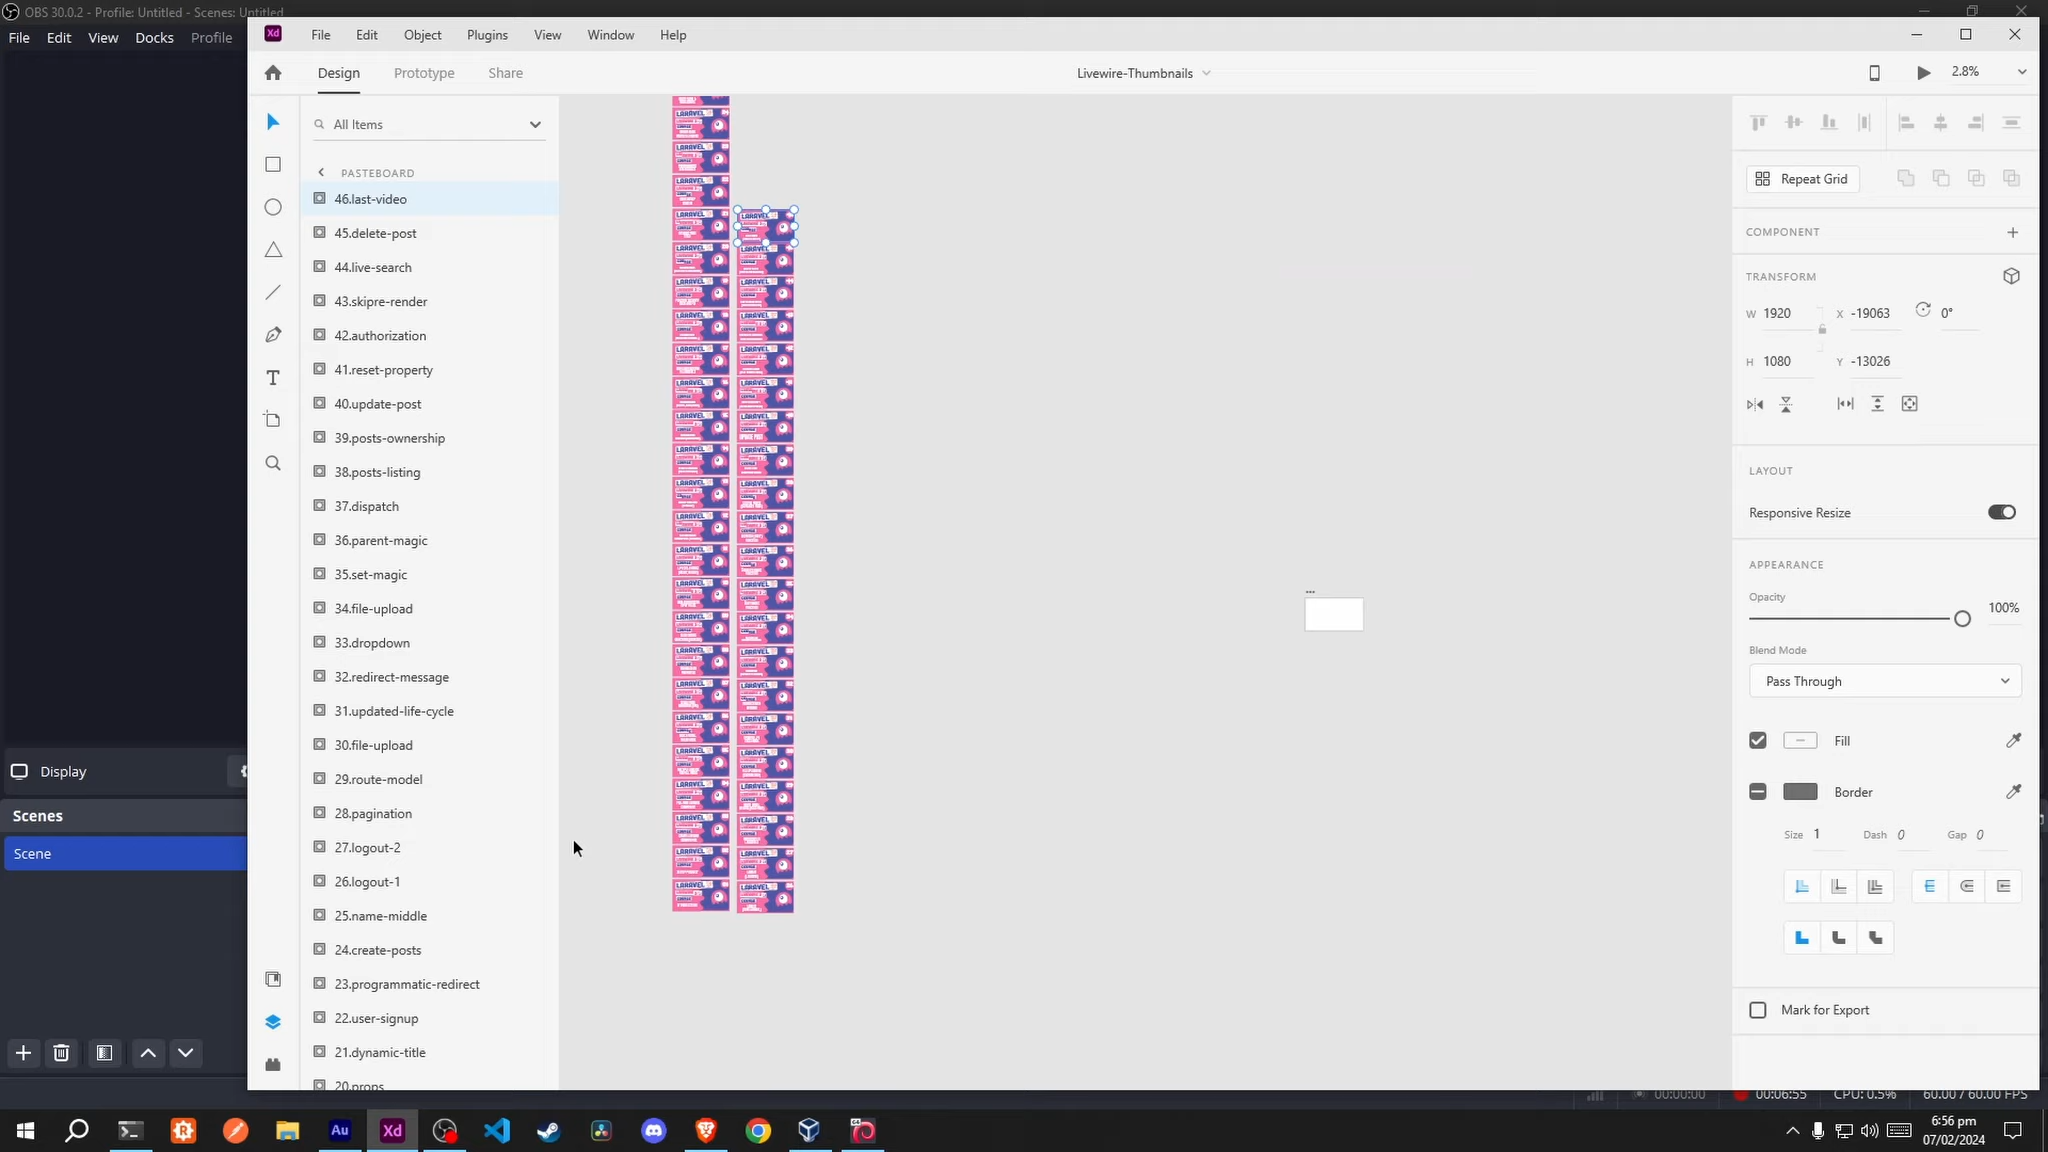 OBS 30.0.2 - Profile: Untitled - Scenes: Untitled
File Edit View Docks Profile
Xd File Edit Object Plugins View Window Help
Design Prototype Share
Livewire-Thumbnails
2.8%
All Items
PASTEBOARD
46.last-video
45.delete-post
44.live-search
43.skipre-render
42.authorization
41.reset-property
40.update-post
39.posts-ownership
38.posts-listing
37.dispatch
36.parent-magic
35.set-magic
34.file-upload
33.dropdown
32.redirect-message
31.updated-life-cycle
30.file-upload
29.route-model
28.pagination
27.logout-2
26.logout-1
25.name-middle
24.create-posts
23.programmatic-redirect
22.user-signup
21.dynamic-title
20.props
LARAVEL
Repeat Grid
COMPONENT
TRANSFORM
W 1920 X -19063 0°
H 1080 Y -13026
LAYOUT
Responsive Resize
APPEARANCE
Opacity
100%
Blend Mode
Pass Through
Fill
Border
Size 1 Dash 0 Gap 0
Mark for Export
Display
Scenes
Scene
00:00:00 00:06:55 CPU: 0.5% 60.00 / 60.00 FPS
Au Xd
6:56 pm
07/02/2024